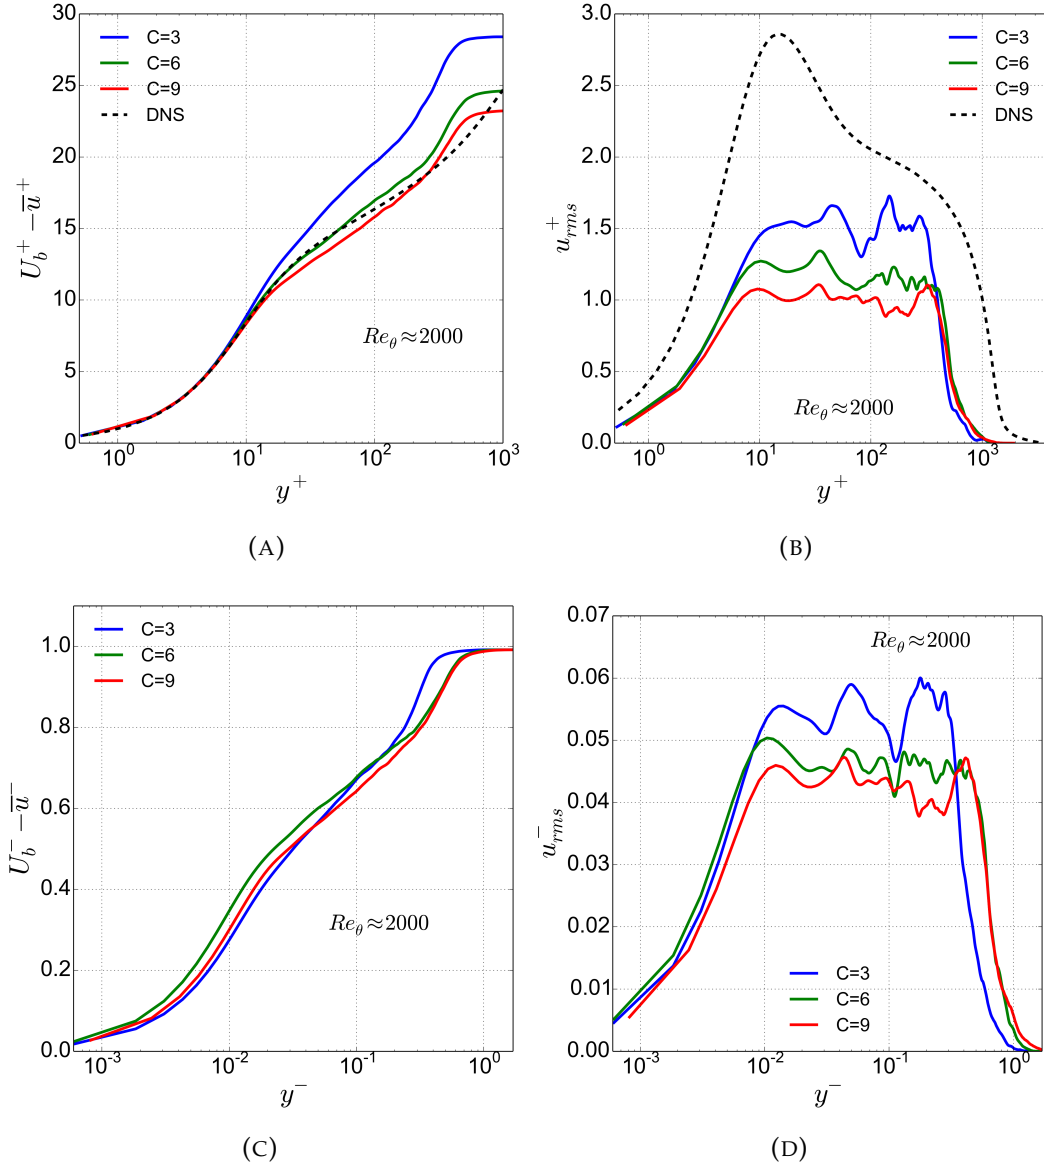 30
25
20
15
10
5
0
10^0
10^1
10^2
10^3
y^+
U_b^+ − u̅^+
C=3
C=6
C=9
DNS
Re_θ≈2000
(A)
3.0
2.5
2.0
1.5
1.0
0.5
0.0
10^0
10^1
10^2
10^3
y^+
u_{rms}^+
C=3
C=6
C=9
DNS
Re_θ≈2000
(B)
1.0
0.8
0.6
0.4
0.2
0.0
10^-3
10^-2
10^-1
10^0
y^−
U_b^− − u̅^−
C=3
C=6
C=9
Re_θ≈2000
(C)
0.07
0.06
0.05
0.04
0.03
0.02
0.01
0.00
10^-3
10^-2
10^-1
10^0
y^−
u_{rms}^−
Re_θ≈2000
C=3
C=6
C=9
(D)